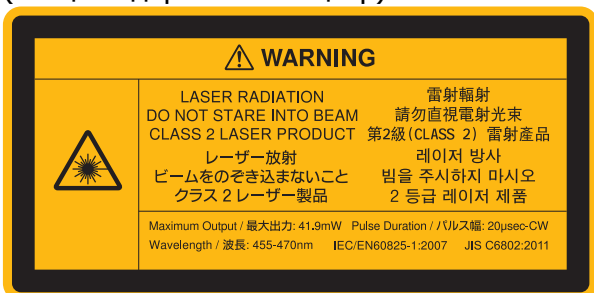 WARNING
LASER RADIATION
DO NOT STARE INTO BEAM
CLASS 2 LASER PRODUCT
雷射輻射
請勿直視電射光束
第2級(CLASS 2) 雷射產品
レーザー放射
ビームをのぞき込まないこと
クラス 2 レーザー製品
레이저 방사
빔을 주시하지 마시오
2 등급 레이저 제품
Maximum Output / 最大出力: 41.9mW Pulse Duration / パルス幅: 20μsec-CW
Wavelength / 波長: 455-470nm IEC/EN60825-1:2007 JIS C6802:2011